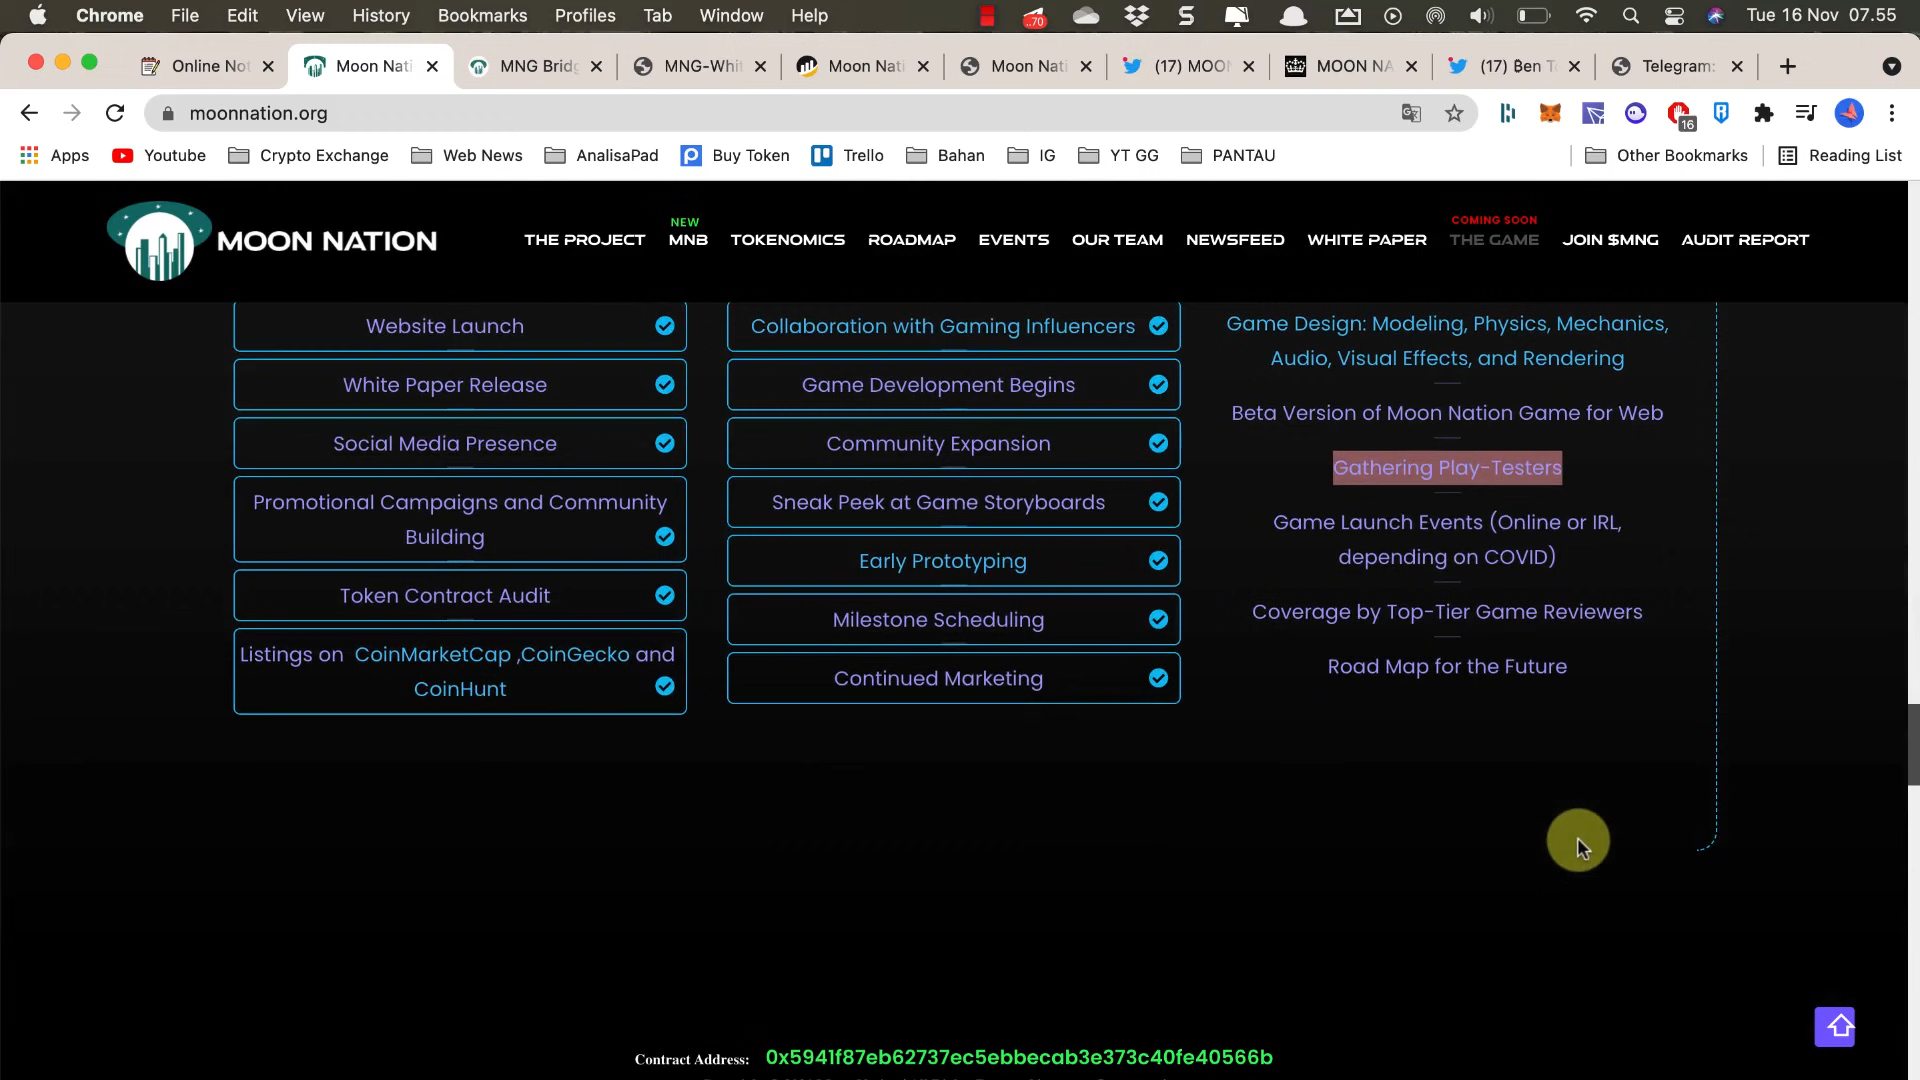 Chrome File Edit View History Bookmarks Profiles Tab Window Help ..70 Tue 16 Nov 07.55
Online Not Moon Nati MNG Bridg MNG-Whit Moon Nati Moon Nati (17) MOON MOON NA (17) ₿en T Telegram:
moonnation.org 16
Apps Youtube Crypto Exchange Web News AnalisaPad Buy Token Trello Bahan IG YT GG PANTAU Other Bookmarks Reading List
NEW COMING SOON
MOON NATION THE PROJECT MNB TOKENOMICS ROADMAP EVENTS OUR TEAM NEWSFEED WHITE PAPER THE GAME JOIN $MNG AUDIT REPORT
Website Launch
White Paper Release
Social Media Presence
Promotional Campaigns and Community
Building
Token Contract Audit
Listings on CoinMarketCap ,CoinGecko and
CoinHunt
Collaboration with Gaming Influencers
Game Development Begins
Community Expansion
Sneak Peek at Game Storyboards
Early Prototyping
Milestone Scheduling
Continued Marketing
Game Design: Modeling, Physics, Mechanics,
Audio, Visual Effects, and Rendering
Beta Version of Moon Nation Game for Web
Gathering Play-Testers
Game Launch Events (Online or IRL,
depending on COVID)
Coverage by Top-Tier Game Reviewers
Road Map for the Future
Contract Address: 0x5941f87eb62737ec5ebbecab3e373c40fe40566b